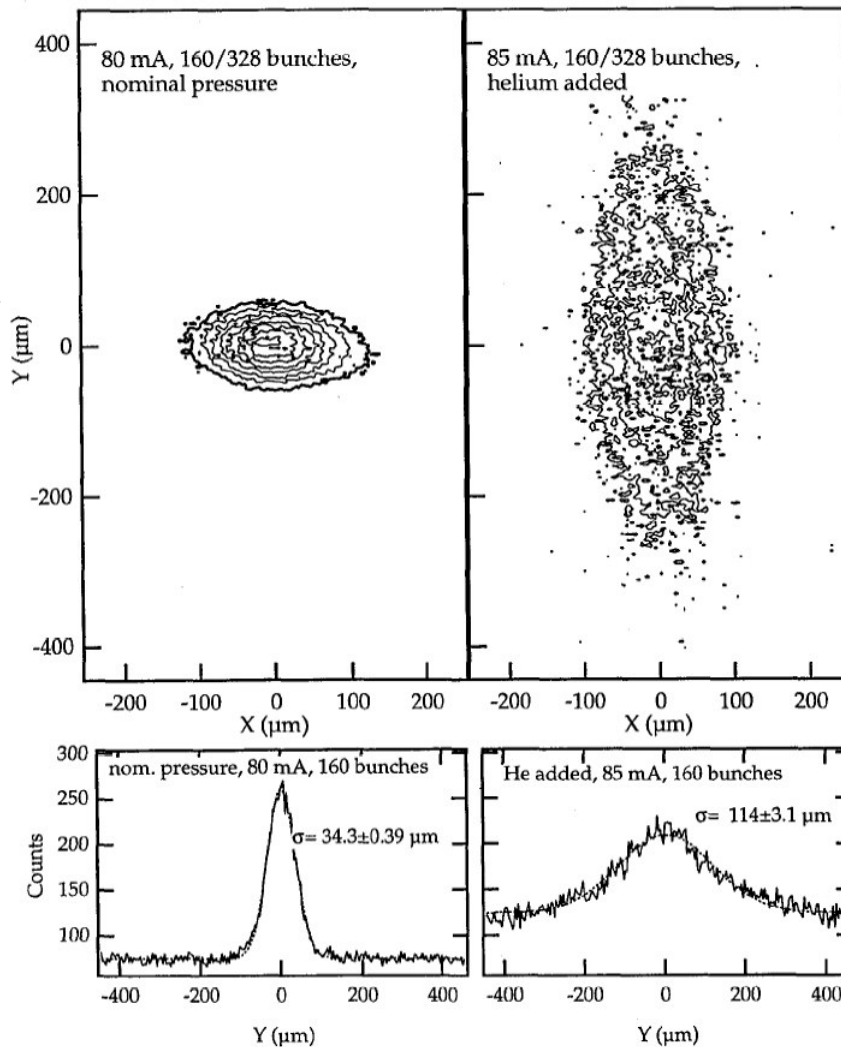 400
200
0
-200
-400
Y (µm)
80 mA, 160/328 bunches,
nominal pressure
85 mA, 160/328 bunches,
helium added
-200 -100 0 100 200
X (µm)
-200 -100 0 100 200
X (µm)
300
250
200
150
100
Counts
nom. pressure, 80 mA, 160 bunches
σ= 34.3±0.39 µm
He added, 85 mA, 160 bunches
σ= 114±3.1 µm
-400 -200 0 200 400
Y (µm)
-400 -200 0 200 400
Y (µm)